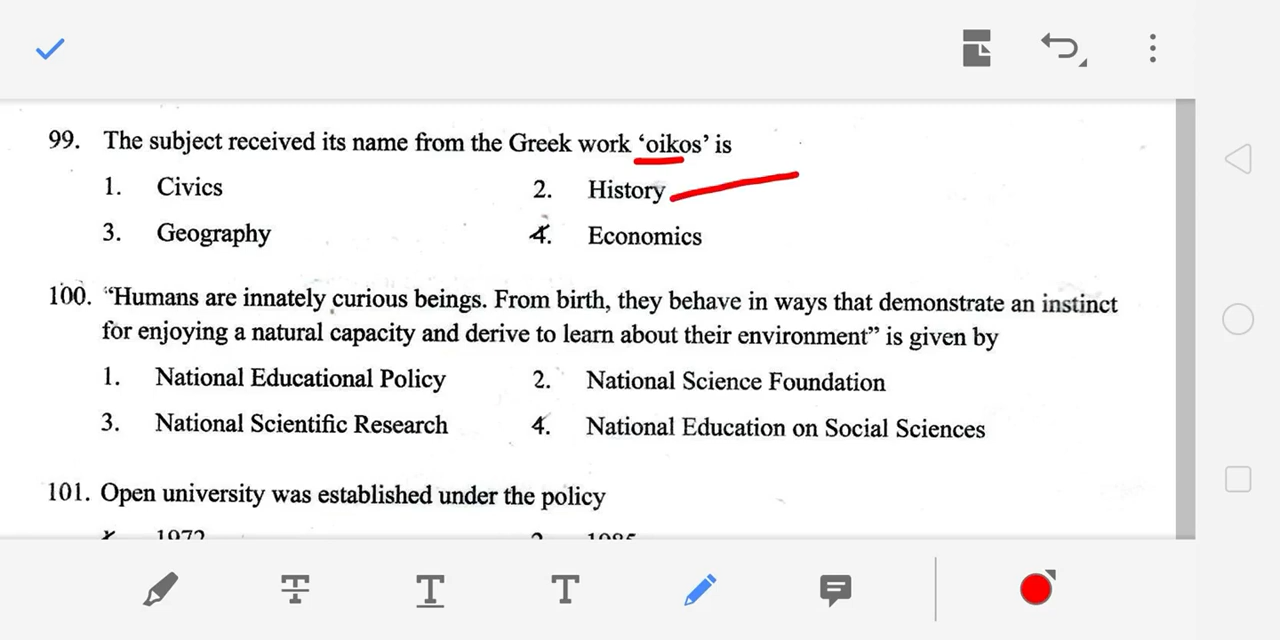 99. The subject received its name from the Greek work ‘oikos’ is
1. Civics 2. History
3. Geography 4. Economics
100. “Humans are innately curious beings. From birth, they behave in ways that demonstrate an instinct
for enjoying a natural capacity and derive to learn about their environment” is given by
1. National Educational Policy 2. National Science Foundation
3. National Scientific Research 4. National Education on Social Sciences
101. Open university was established under the policy
T T T